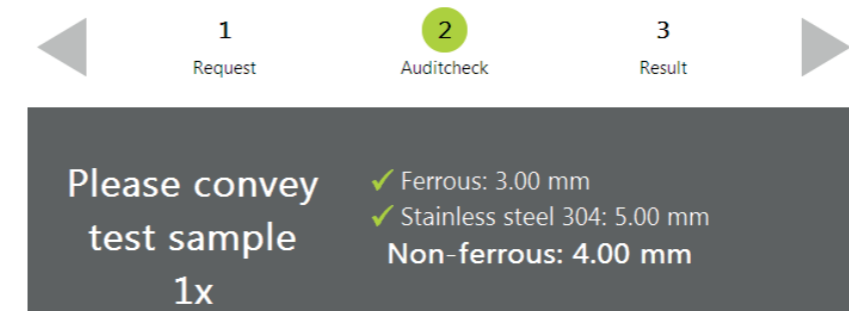 1
2
3
Request
Auditcheck
Result
Please convey
test sample
1x
Ferrous: 3.00 mm
Stainless steel 304: 5.00 mm
Non-ferrous: 4.00 mm